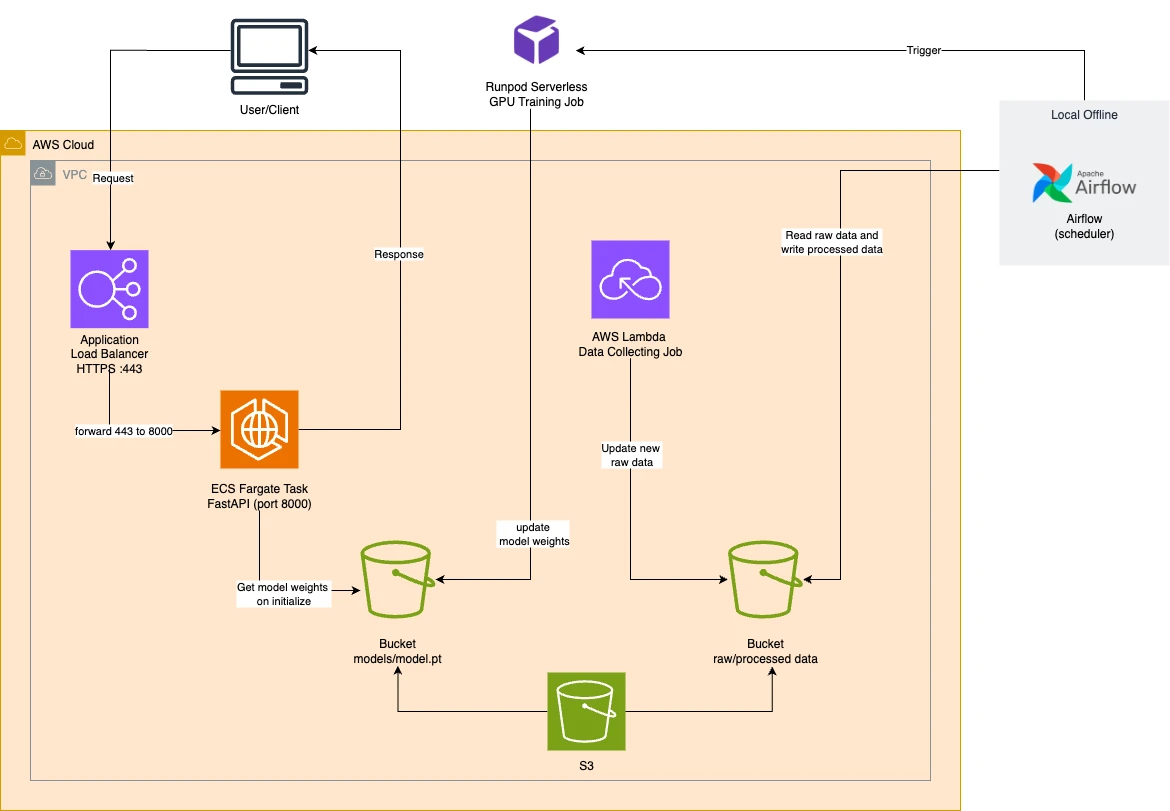 User/Client
Runpod Serverless
GPU Training Job
Trigger
Local Offline
Apache
Airflow
Airflow
(scheduler)
AWS Cloud
VPC
Request
Response
Read raw data and
write processed data
Application
Load Balancer
HTTPS :443
AWS Lambda
Data Collecting Job
forward 443 to 8000
Update new
raw data
ECS Fargate Task
FastAPI (port 8000)
update
model weights
Get model weights
on initialize
Bucket
models/model.pt
Bucket
raw/processed data
S3